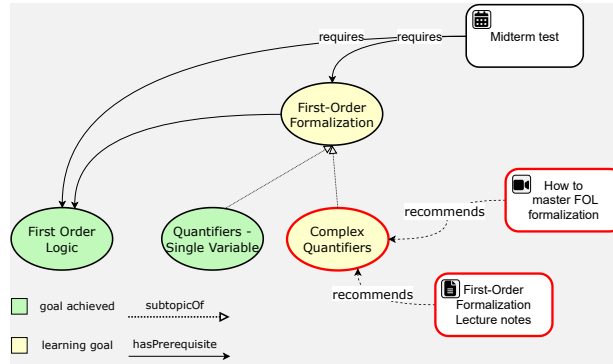 requires
requires
Midterm test
First-Order
Formalization
First Order
Logic
Quantifiers -
Single Variable
Complex
Quantifiers
recommends
How to
master FOL
formalization
recommends
First-Order
Formalization
Lecture notes
goal achieved
subtopicOf
learning goal
hasPrerequisite